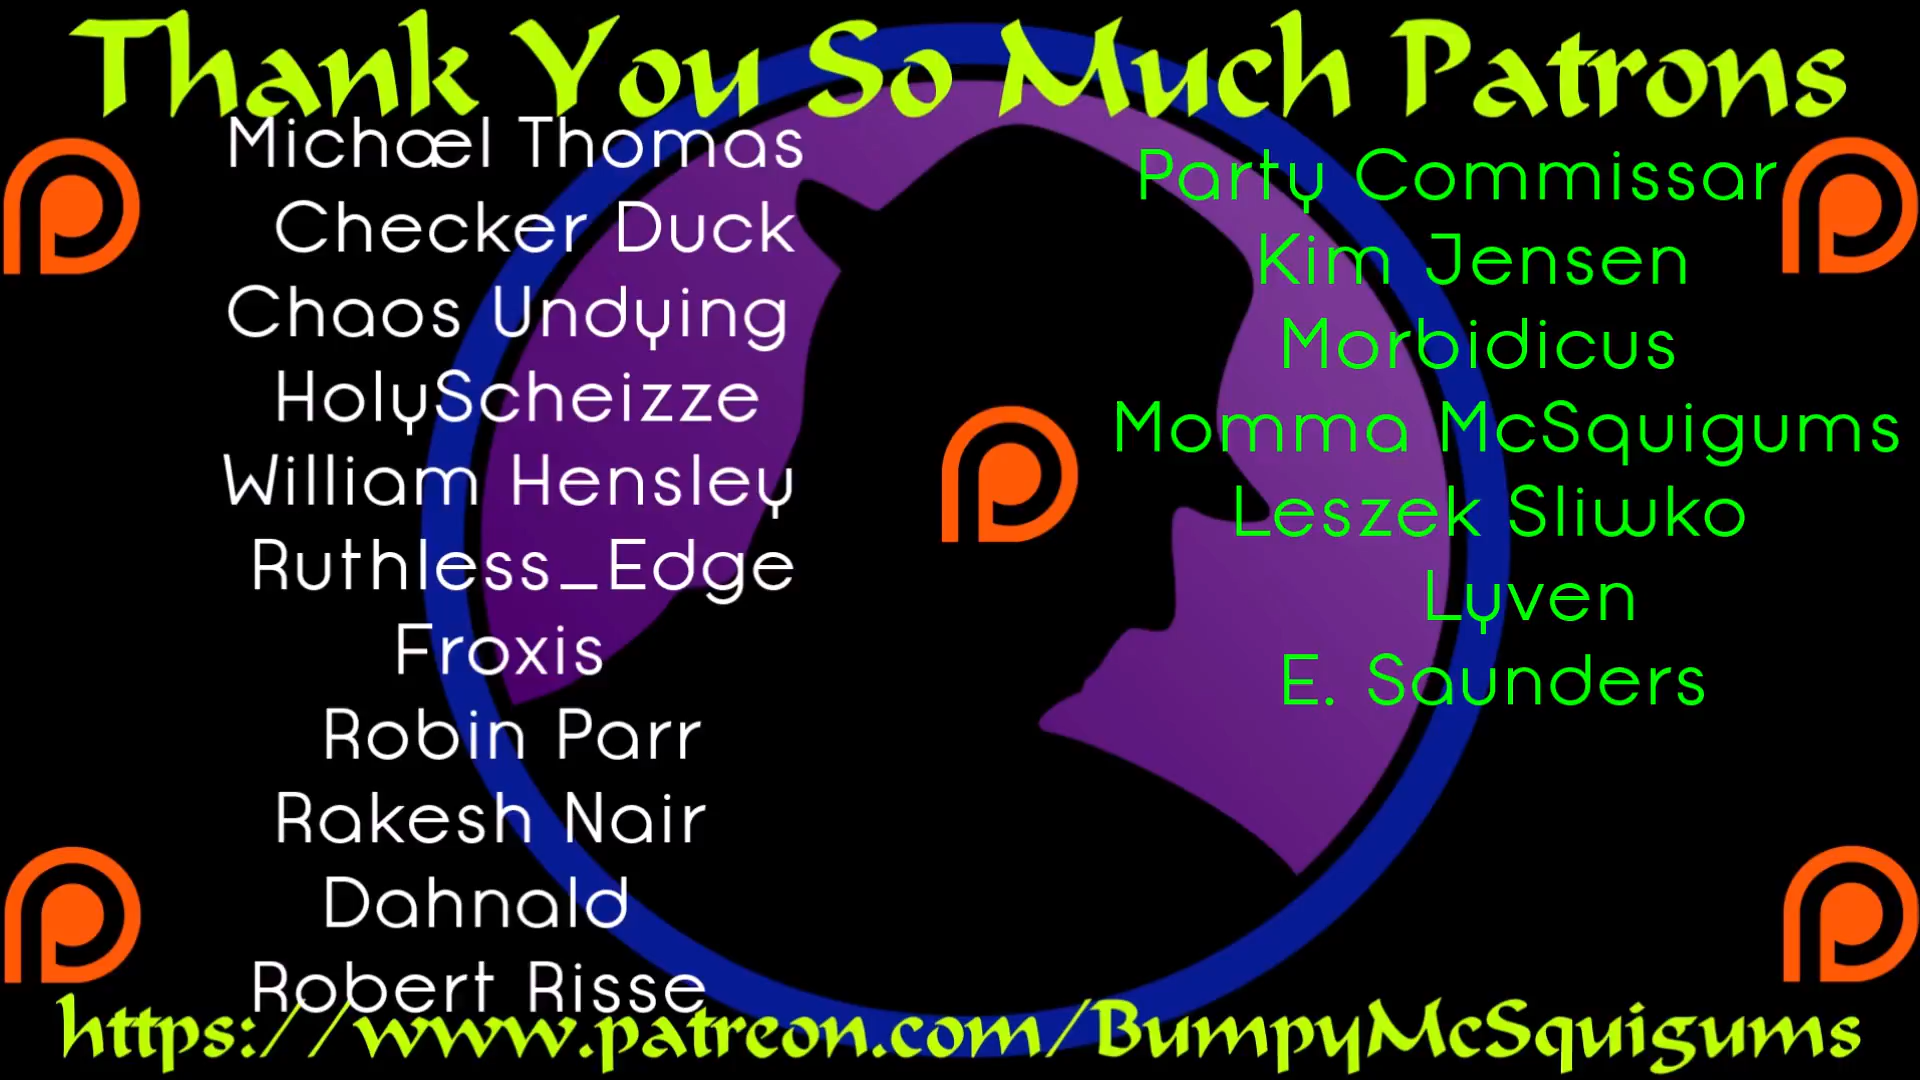 Thank You So Much Patrons
Michael Thomas
Checker Duck
Chaos Undying
HolyScheizze
William Hensley
Ruthless_Edge
Froxis
Robin Parr
Rakesh Nair
Dahnald
Robert Risse
Party Commissar
Kim Jensen
Morbidicus
Momma McSquigums
Leszek Sliwko
Lyven
E. Saunders
https://www.patreon.com/BumpyMcSquigums